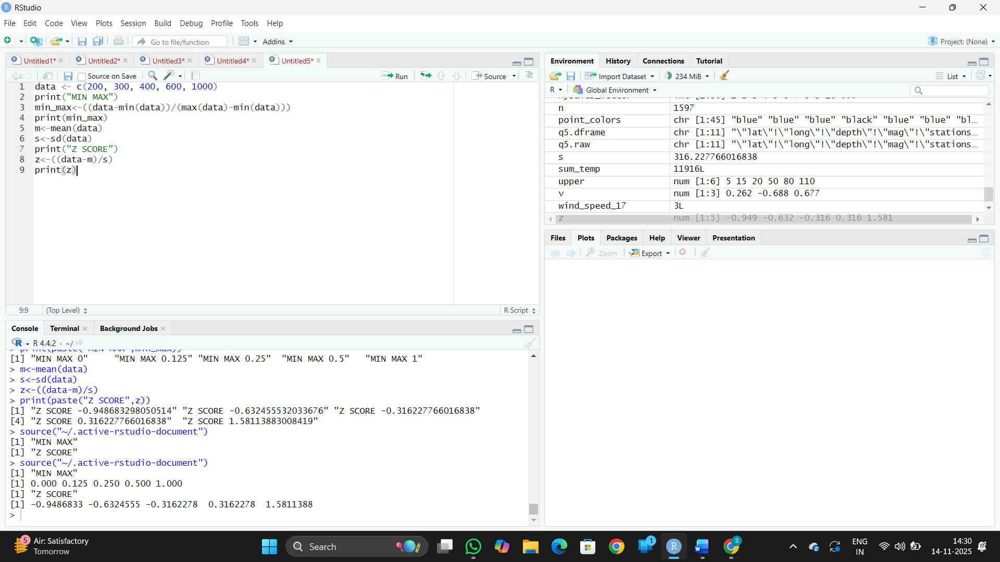 RStudio
File Edit Code View Plots Session Build Debug Profile Tools Help
Go to file/function Addins Project: (None)
Untitled1* Untitled2* Untitled3* Untitled4* Untitled5*
Source on Save Run Source
1 data <- c(200, 300, 400, 600, 1000)
2 print("MIN MAX")
3 min_max<-((data-min(data))/(max(data)-min(data)))
4 print(min_max)
5 m<-mean(data)
6 s<-sd(data)
7 print("Z SCORE")
8 z<-((data-m)/s)
9 print(z)
9:9 (Top Level) R Script
Console Terminal Background Jobs
R 4.4.2 · ~/
> print(paste("MIN MAX",min_max))
[1] "MIN MAX 0" "MIN MAX 0.125" "MIN MAX 0.25" "MIN MAX 0.5" "MIN MAX 1"
> m<-mean(data)
> s<-sd(data)
> z<-((data-m)/s)
> print(paste("Z SCORE",z))
[1] "Z SCORE -0.948683298050514" "Z SCORE -0.632455532033676" "Z SCORE -0.316227766016838"
[4] "Z SCORE 0.316227766016838" "Z SCORE 1.58113883008419"
> source("~/.active-rstudio-document")
[1] "MIN MAX"
[1] "Z SCORE"
> source("~/.active-rstudio-document")
[1] "MIN MAX"
[1] 0.000 0.125 0.250 0.500 1.000
[1] "Z SCORE"
[1] -0.9486833 -0.6324555 -0.3162278 0.3162278 1.5811388
>
Environment History Connections Tutorial
Import Dataset 234 MiB List
R Global Environment
n 1597
point_colors chr [1:45] "blue" "blue" "blue" "black" "blue" "blue" "bl…
q5.dframe chr [1:11] "\"lat\"!\"long\"!\"depth\"!\"mag\"!\"stations…
q5.raw chr [1:11] "\"lat\"!\"long\"!\"depth\"!\"mag\"!\"stations…
s 316.227766016838
sum_temp 11916L
upper num [1:6] 5 15 20 50 80 110
v num [1:3] 0.262 -0.688 0.677
wind_speed_17 3L
z num [1:5] -0.949 -0.632 -0.316 0.316 1.581
Files Plots Packages Help Viewer Presentation
Zoom Export
5 Air: Satisfactory
Tomorrow
Search
1
S
ENG
IN
14:30
14-11-2025